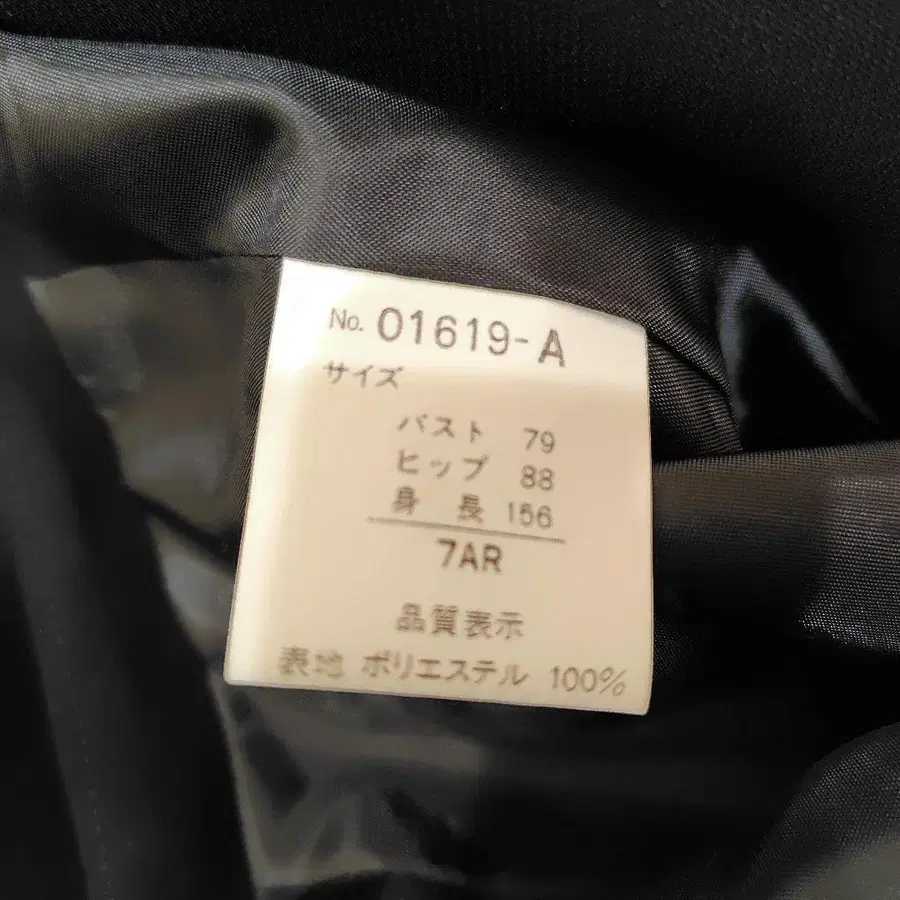 No. 01619-A
サイズ
バスト 79
ヒップ 88
身長 156
7AR
品質表示
表地 ポリエステル 100%